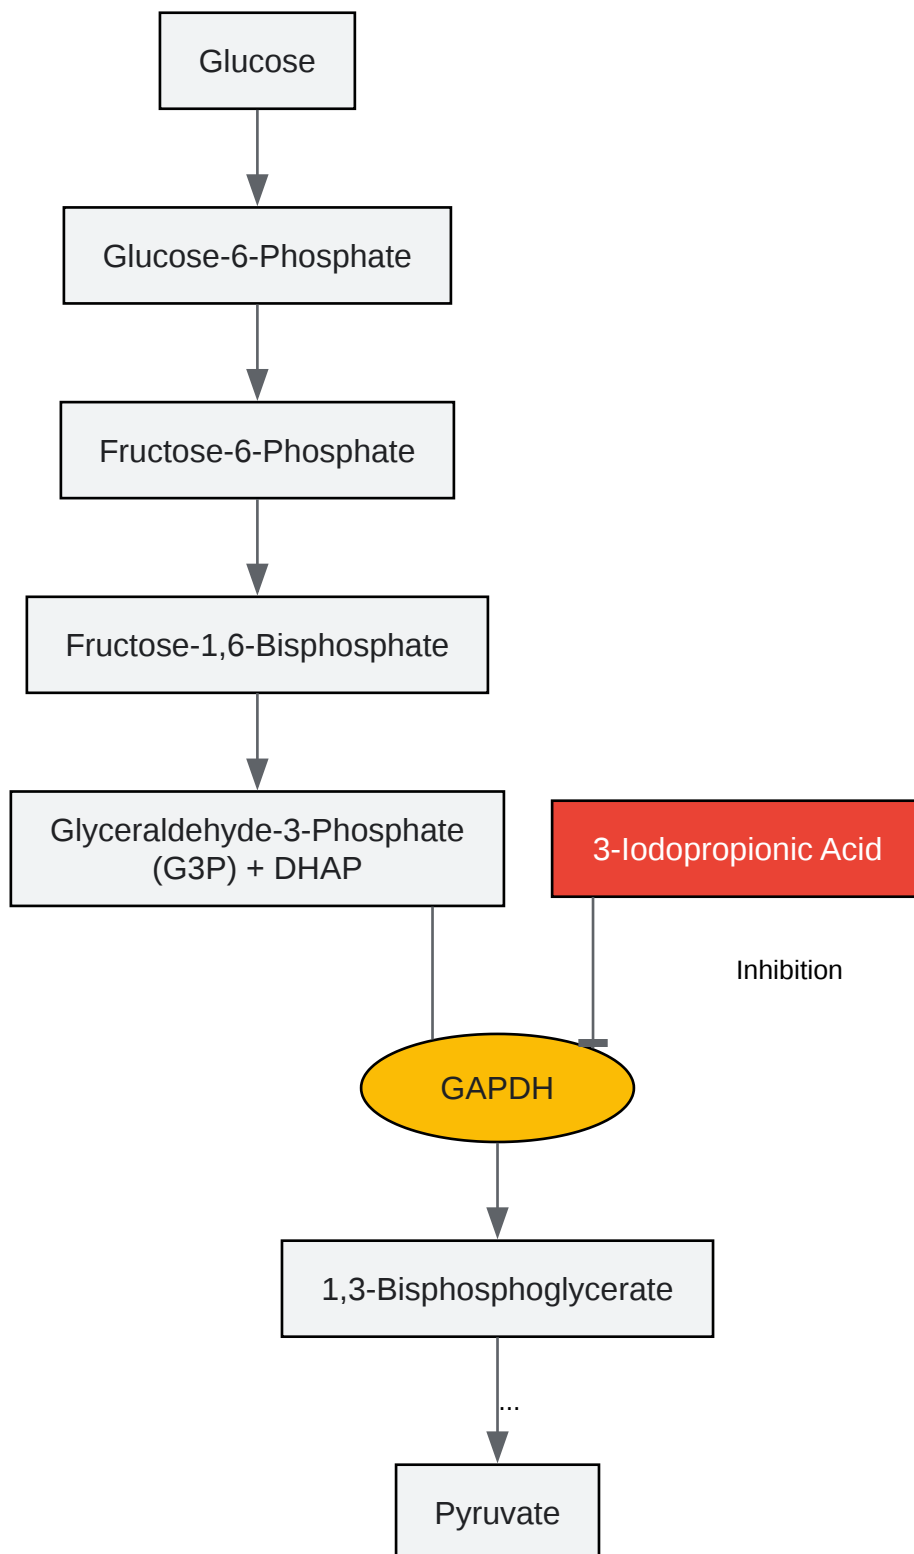 Glucose
Glucose-6-Phosphate
Fructose-6-Phosphate
Fructose-1,6-Bisphosphate
Glyceraldehyde-3-Phosphate
(G3P) + DHAP
3-Iodopropionic Acid
Inhibition
GAPDH
1,3-Bisphosphoglycerate
...
Pyruvate